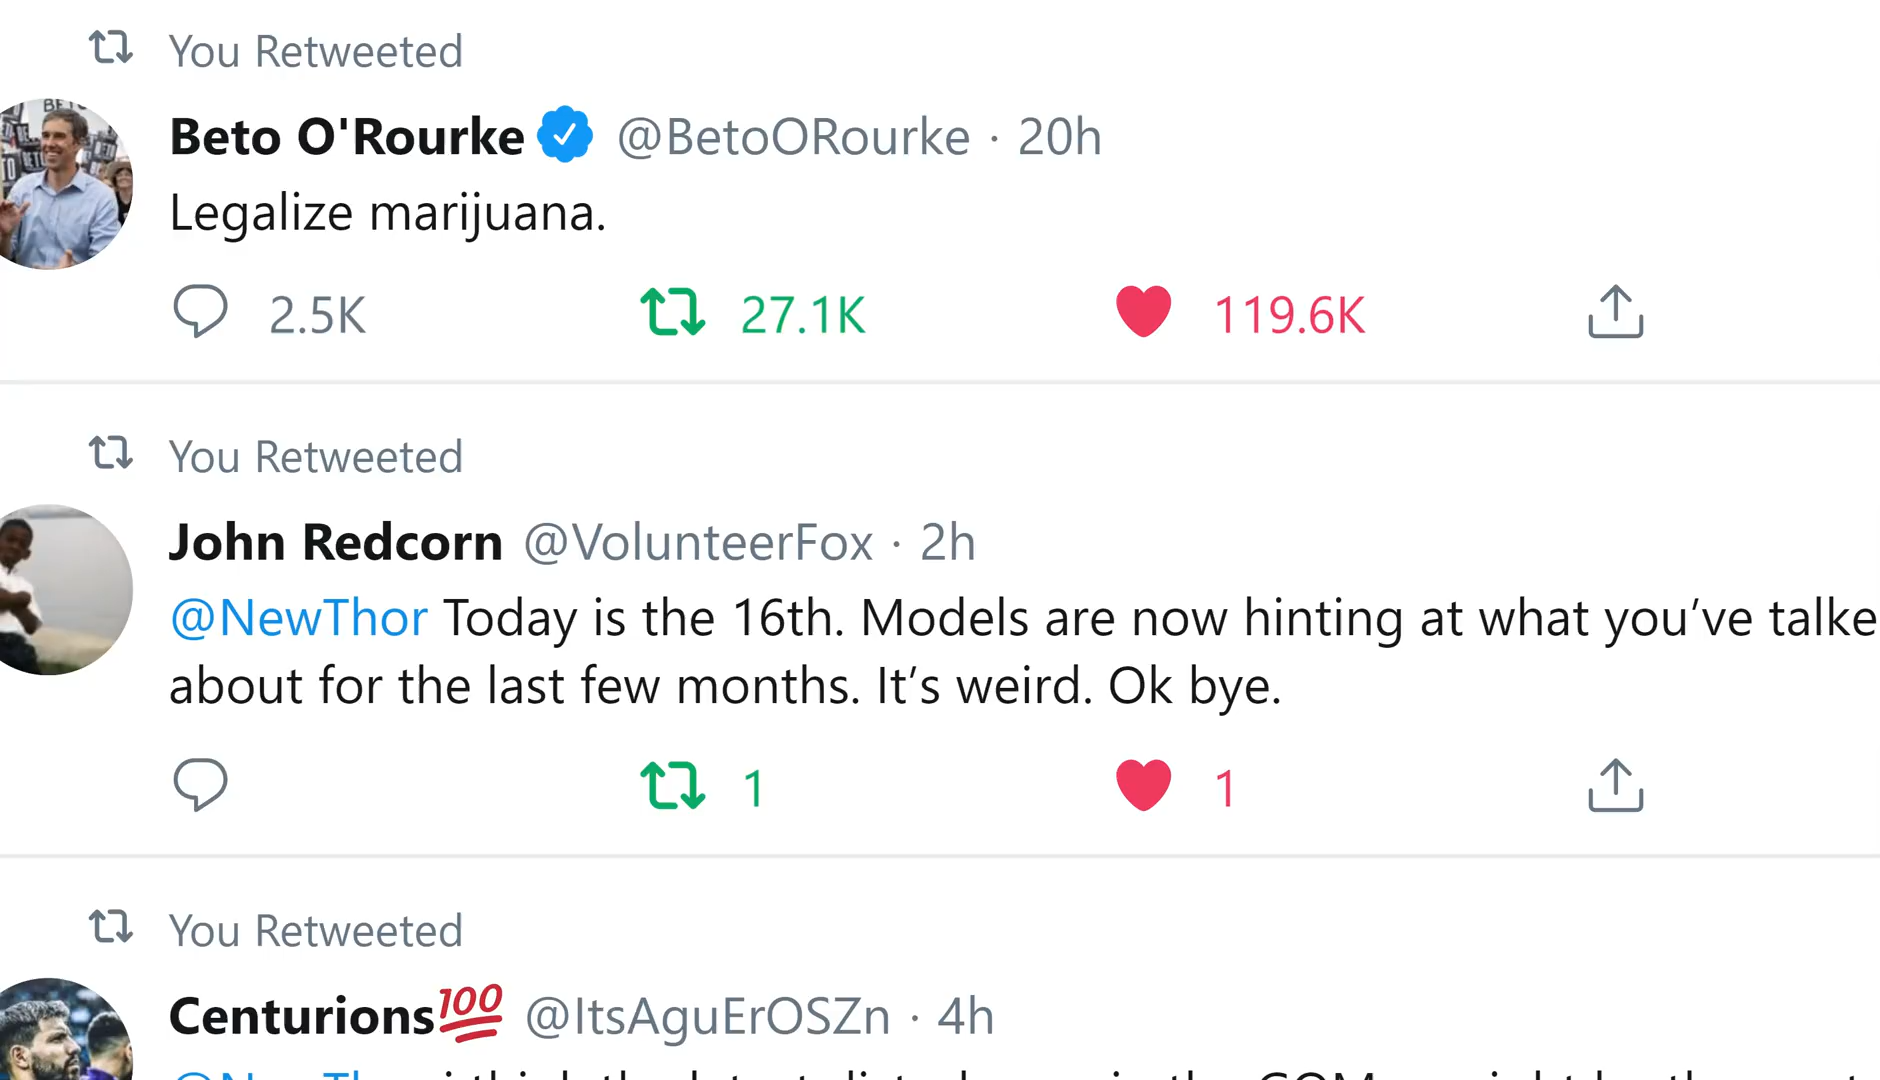 You Retweeted
Beto O'Rourke @BetoORourke · 20h
Legalize marijuana.
2.5K 27.1K 119.6K
You Retweeted
John Redcorn @VolunteerFox · 2h
@NewThor Today is the 16th. Models are now hinting at what you’ve talke
about for the last few months. It’s weird. Ok bye.
1 1
You Retweeted
Centurions💯 @ItsAguErOSZn · 4h